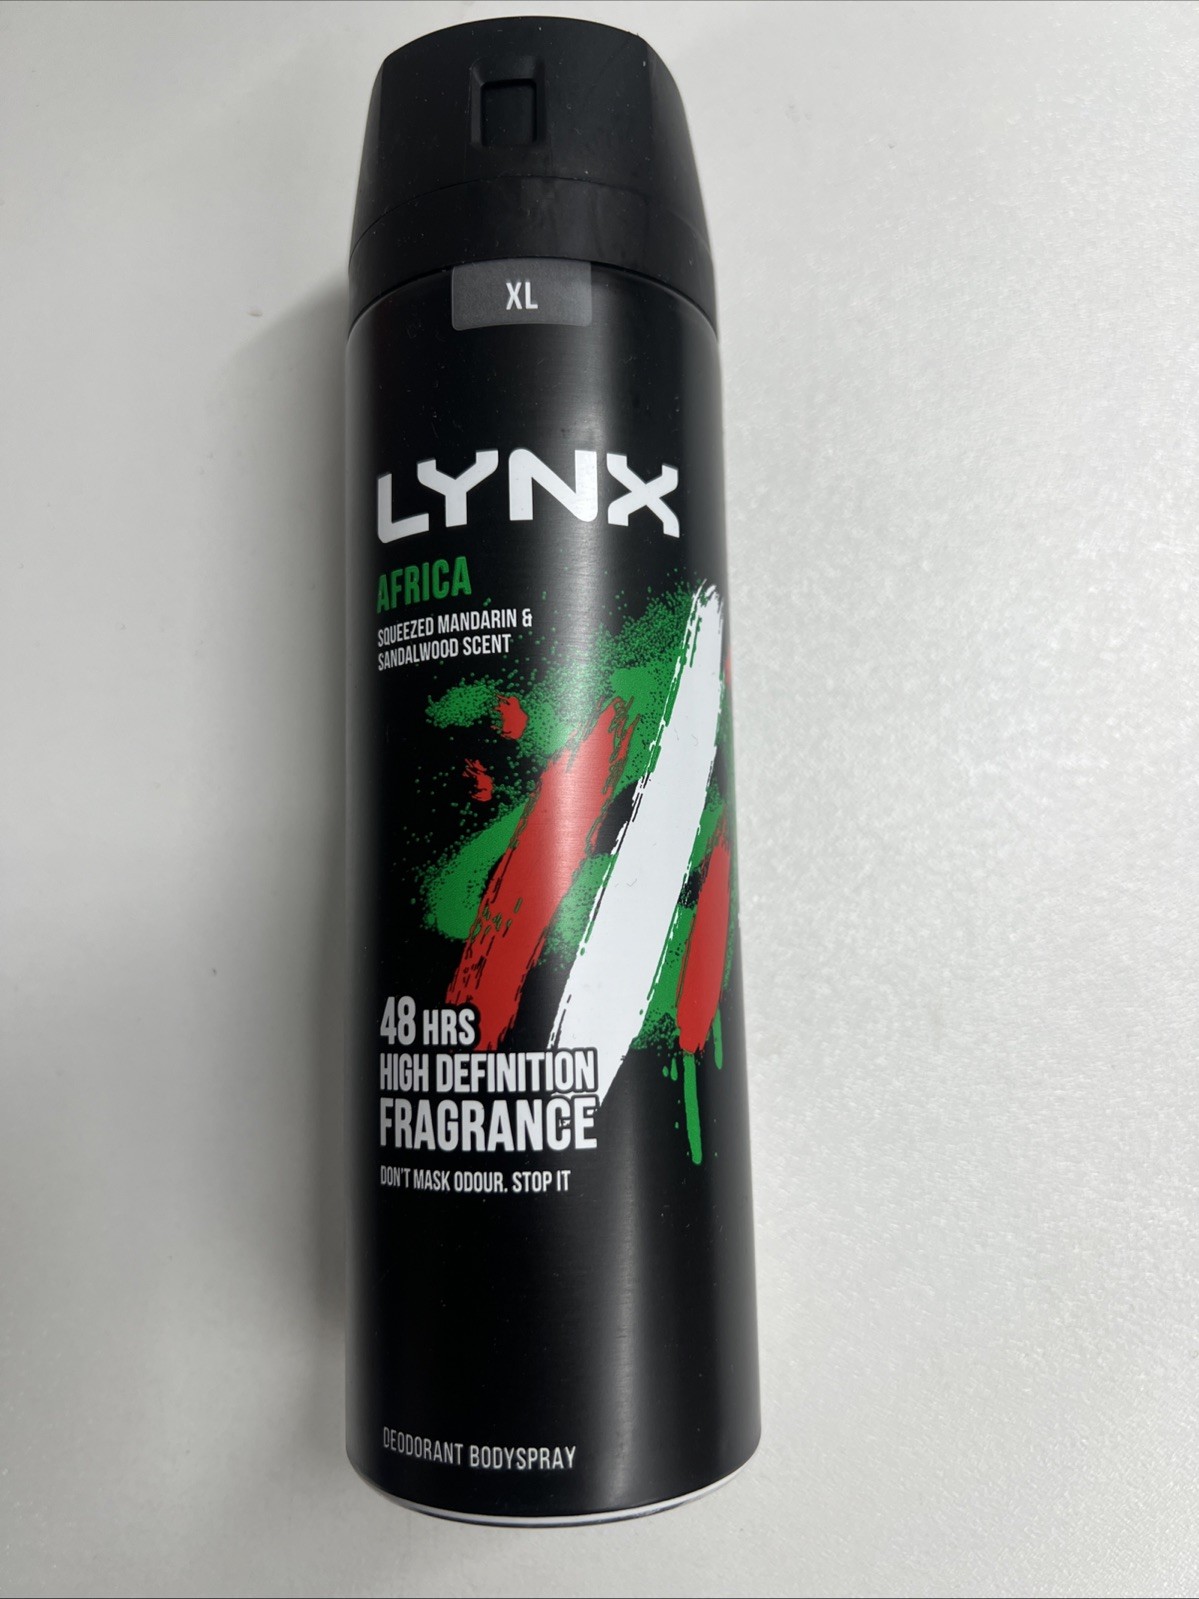 XL
LYNX
AFRICA
SQUEEZED MANDARIN &
SANDALWOOD SCENT
48 HRS
HIGH DEFINITION
FRAGRANCE
DON'T MASK ODOUR. STOP IT
DEODORANT BODYSPRAY